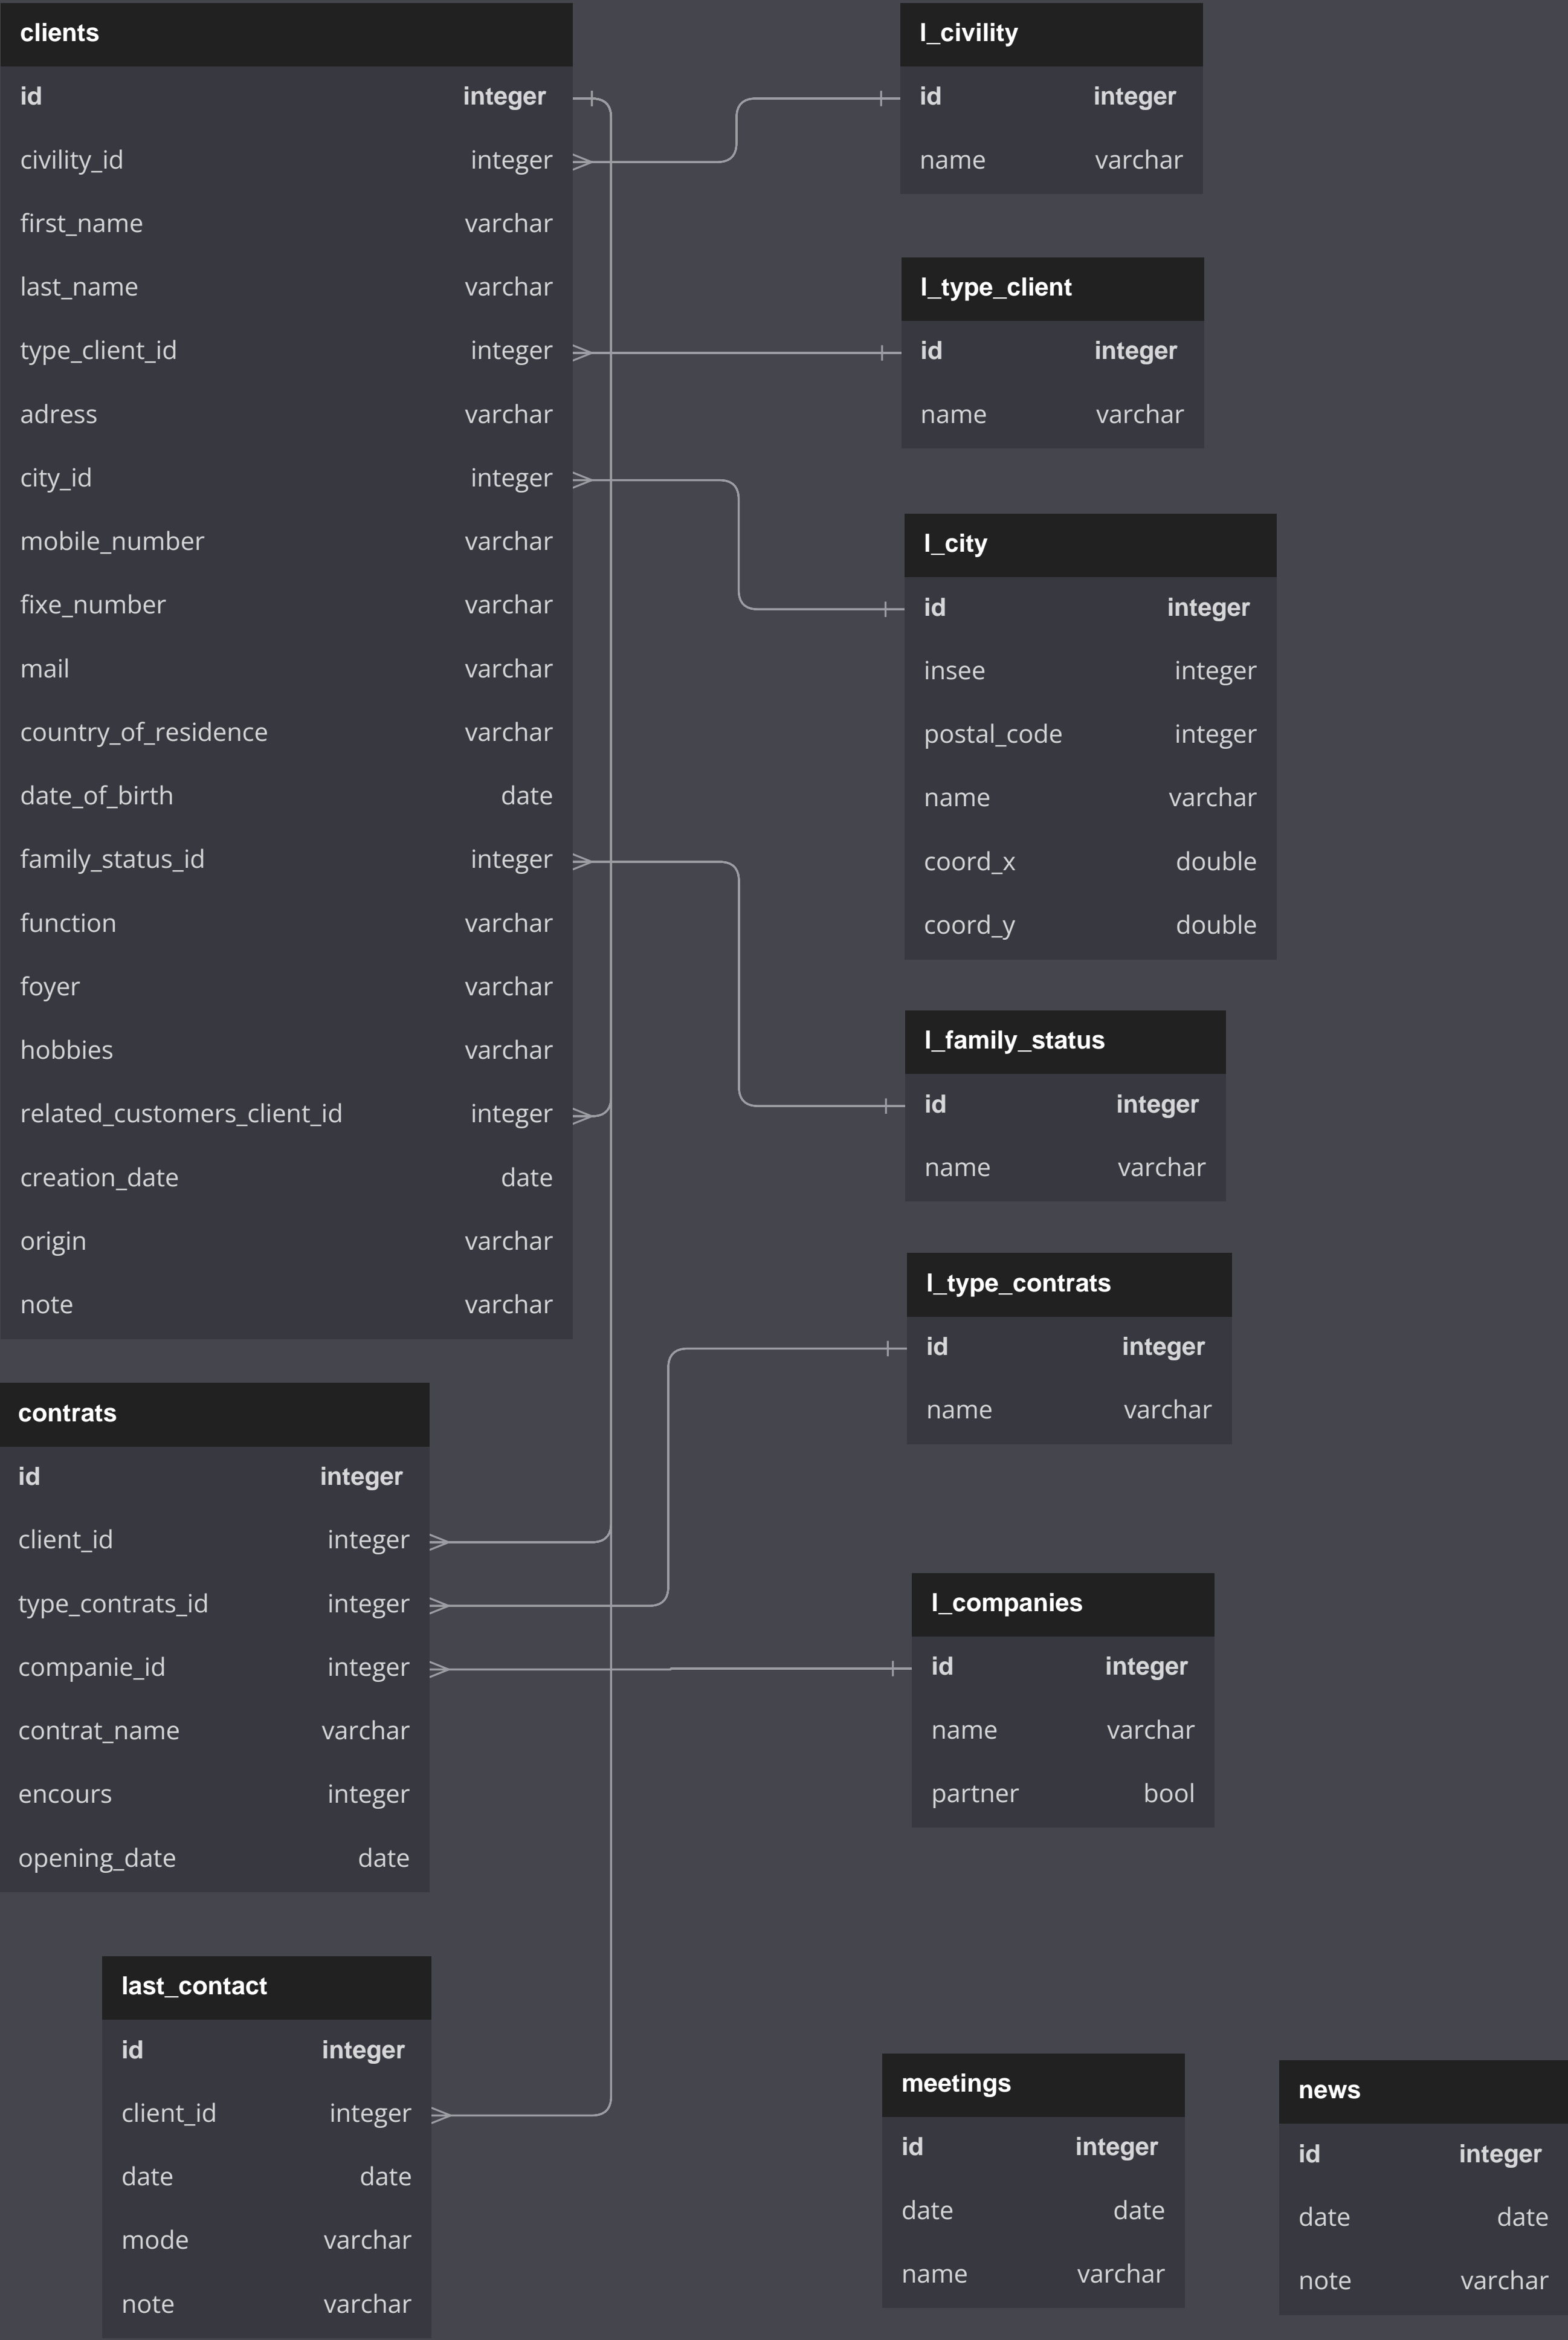 clients
id integer
civility_id integer
first_name varchar
last_name varchar
type_client_id integer
adress varchar
city_id integer
mobile_number varchar
fixe_number varchar
mail varchar
country_of_residence varchar
date_of_birth date
family_status_id integer
function varchar
foyer varchar
hobbies varchar
related_customers_client_id integer
creation_date date
origin varchar
note varchar
l_civility
id integer
name varchar
l_type_client
id integer
name varchar
l_city
id integer
insee integer
postal_code integer
name varchar
coord_x double
coord_y double
l_family_status
id integer
name varchar
l_type_contrats
id integer
name varchar
contrats
id integer
client_id integer
type_contrats_id integer
companie_id integer
contrat_name varchar
encours integer
opening_date date
l_companies
id integer
name varchar
partner bool
last_contact
id integer
client_id integer
date date
mode varchar
note varchar
meetings
id integer
date date
name varchar
news
id integer
date date
note varchar